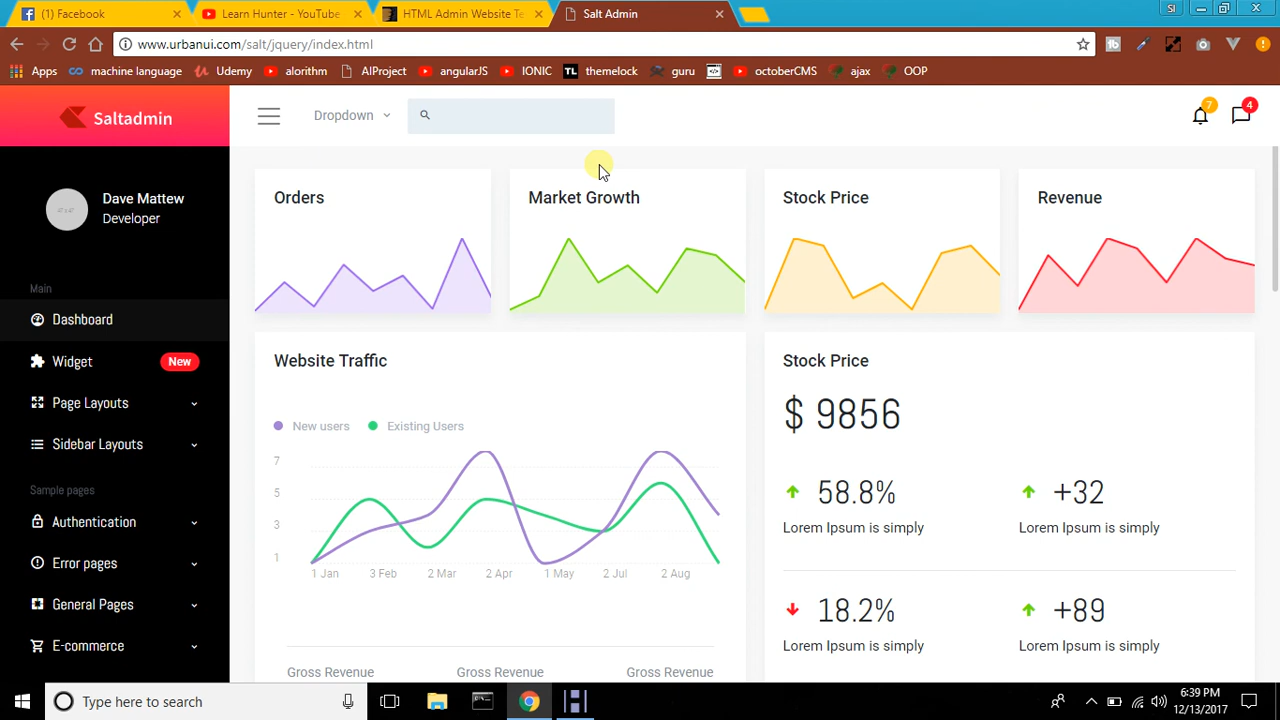 (1) Facebook
Learn Hunter - YouTube
HTML Admin Website Te
Salt Admin
SI
www.urbanui.com/salt/jquery/index.html
Apps
machine language
Udemy
alorithm
AIProject
angularJS
IONIC
TL themelock
guru
octoberCMS
ajax
OOP
Saltadmin
Dropdown
7
4
Dave Mattew
Developer
Main
Dashboard
Widget New
Page Layouts
Sidebar Layouts
Sample pages
Authentication
Error pages
General Pages
E-commerce
Orders
Market Growth
Stock Price
Revenue
Website Traffic
New users
Existing Users
7
5
3
1
1 Jan 3 Feb 2 Mar 2 Apr 1 May 2 Jul 2 Aug
Gross Revenue
Gross Revenue
Gross Revenue
Stock Price
$ 9856
58.8%
Lorem Ipsum is simply
+32
Lorem Ipsum is simply
18.2%
Lorem Ipsum is simply
+89
Lorem Ipsum is simply
Type here to search
6:39 PM
12/13/2017